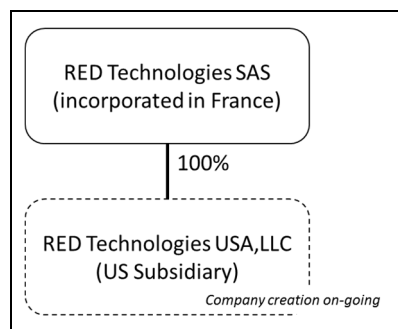 RED Technologies SAS
(incorporated in France)
100%
RED Technologies USA,LLC
(US Subsidiary)
Company creation on-going